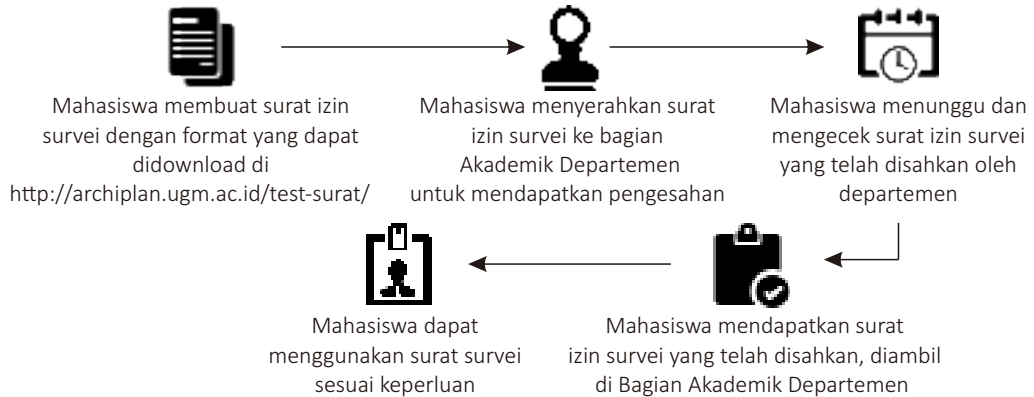 Mahasiswa membuat surat izin
survei dengan format yang dapat
didownload di
http://archiplan.ugm.ac.id/test-surat/
Mahasiswa menyerahkan surat
izin survei ke bagian
Akademik Departemen
untuk mendapatkan pengesahan
Mahasiswa menunggu dan
mengecek surat izin survei
yang telah disahkan oleh
departemen
Mahasiswa mendapatkan surat
izin survei yang telah disahkan, diambil
di Bagian Akademik Departemen
Mahasiswa dapat
menggunakan surat survei
sesuai keperluan